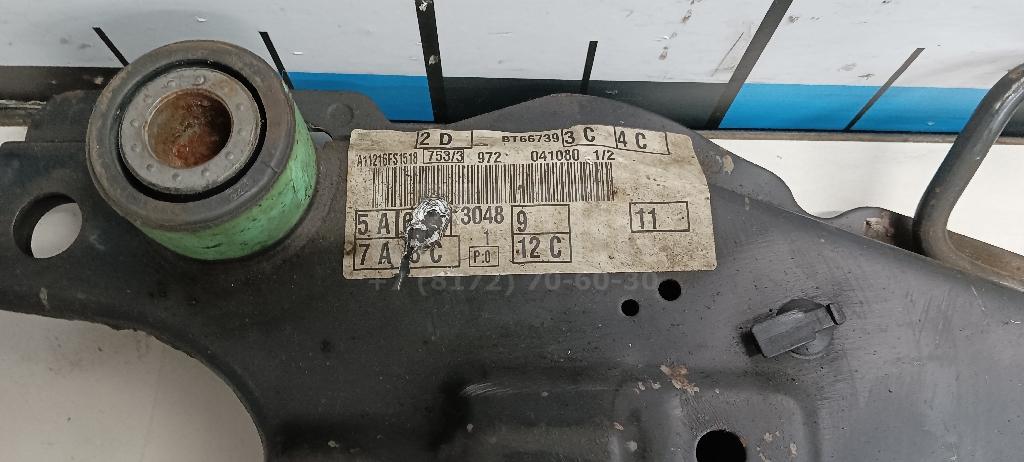 2 D BT66739 3 C 4 C
A11216FS1518 753/3 972 041080 1/2
5 A 3048 9 11
1
7 A C P.0 12 C
+7 (8172) 70-60-30